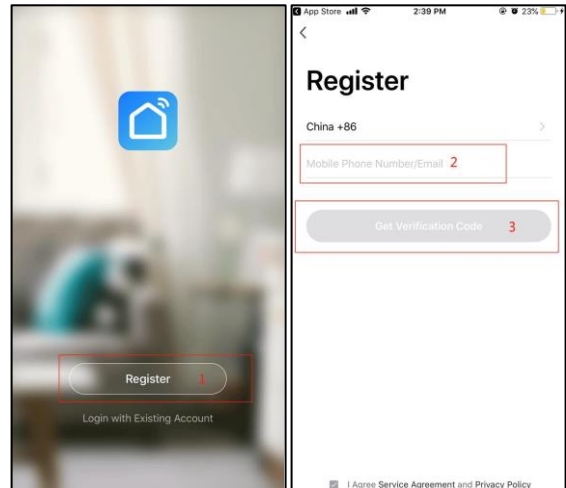 Register 1
Login with Existing Account
App Store 2:39 PM 23%
Register
China +86
Mobile Phone Number/Email 2
Get Verification Code 3
I Agree Service Agreement and Privacy Policy